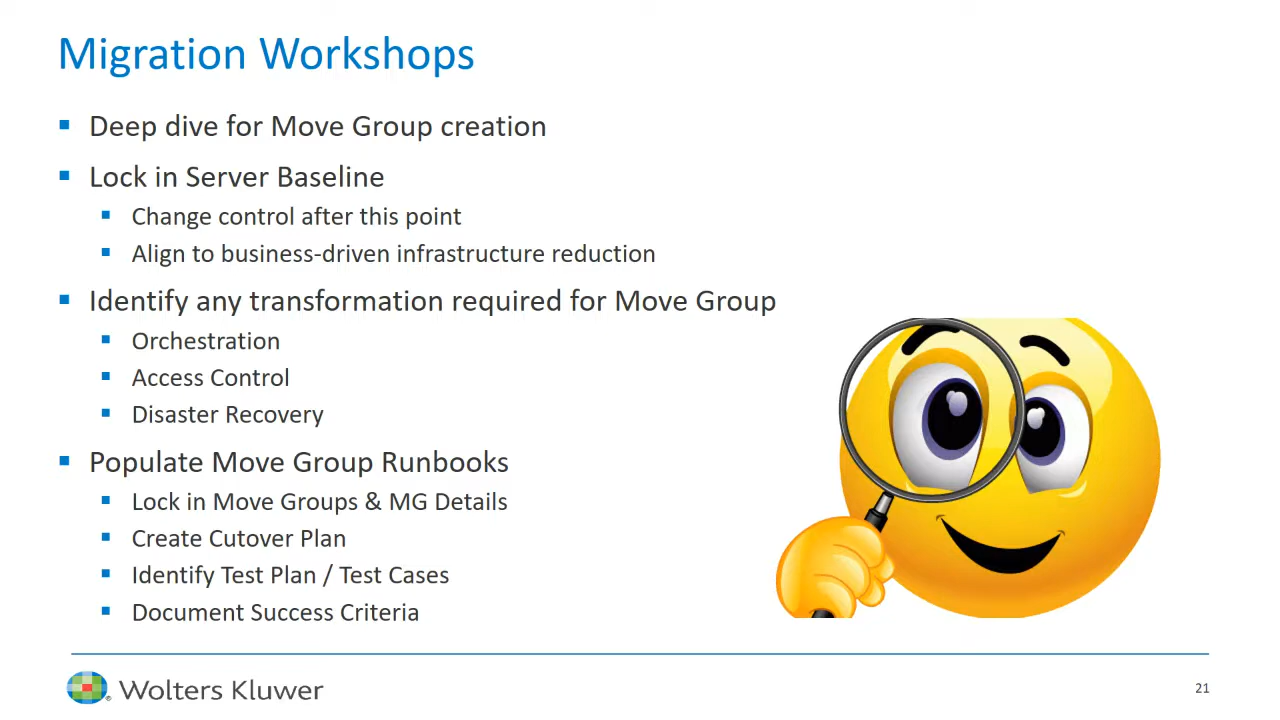 Migration Workshops
Deep dive for Move Group creation
Lock in Server Baseline
Change control after this point
Align to business-driven infrastructure reduction
Identify any transformation required for Move Group
Orchestration
Access Control
Disaster Recovery
Populate Move Group Runbooks
Lock in Move Groups & MG Details
Create Cutover Plan
Identify Test Plan / Test Cases
Document Success Criteria
® Wolters Kluwer
21